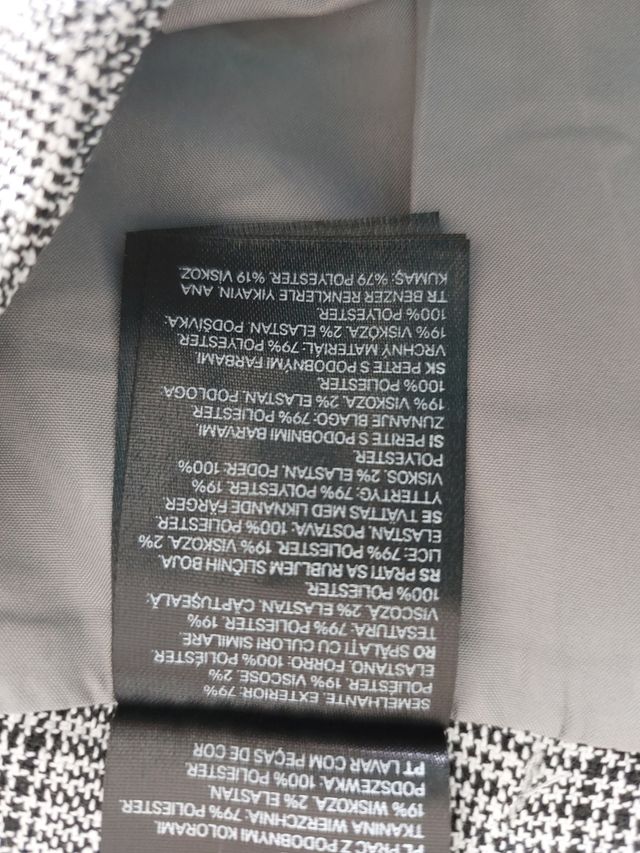 PL PRAĆ Z PODOBNYMI KOLORAMI.
TKANINA WIERZCHNIA: 79% POLIESTER
19% WISKOZA, 2% ELASTAN.
PODSZEWKA: 100% POLIESTER
PT LAVAR COM PEÇAS DE COR
SEMELHANTE. EXTERIOR: 79%
POLIÉSTER. 19% VISCOSE. 2%
ELASTANO. FORRO: 100% POLIÉSTER
RO SPĂLAȚI CU CULORI SIMILARE.
TESATURA: 79% POLIESTER. 19%
VISCOZĂ, 2% ELASTAN. CĂPTUȘEALĂ:
100% POLIESTER.
RS PRATI SA RUBLJEM SLIČNIH BOJA.
LICE: 79% POLIESTER. 19% VISKOZA. 2%
ELASTAN. POSTAVA: 100% POLIESTER
SE TVÄTTAS MED LIKNANDE FÄRGER
YTTERTYG: 79% POLYESTER. 19%
VISKOS. 2% ELASTAN. FODER: 100%
POLYESTER
SI PERITE S PODOBNIMI BARVAMI.
ZUNANJE BLAGO: 79% POLIESTER
19% VISKOZA. 2% ELASTAN. PODLOGA:
100% POLIESTER.
SK PERTE S PODOBNÝMI FARBAMI.
VRCHNÝ MATERIÁL: 79% POLYESTER.
19% VISKÓZA. 2% ELASTAN. PODŠÍVKA:
100% POLYESTER.
TR BENZER RENKLERLE YIKAYIN. ANA
KUMAŞ: %79 POLYESTER. %19 VISKOZ